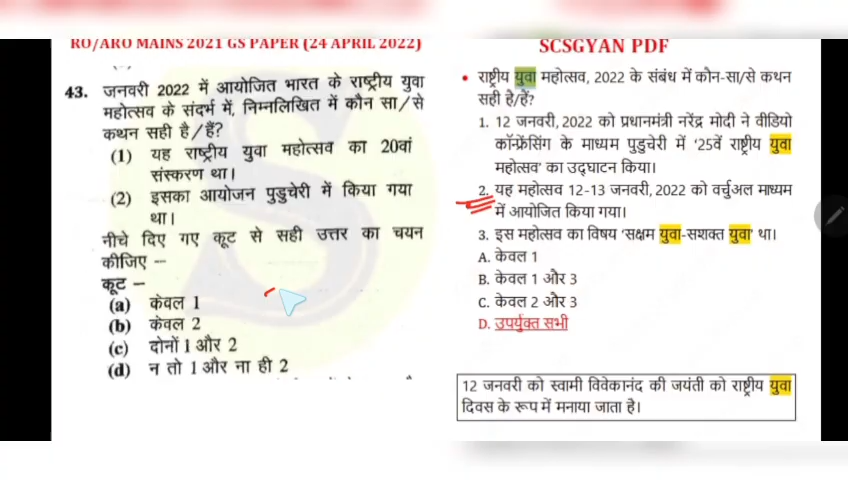 RO/ARO MAINS 2021 GS PAPER (24 APRIL 2022)
43. जनवरी 2022 में आयोजित भारत के राष्ट्रीय युवा
महोत्सव के संदर्भ में, निम्नलिखित में कौन सा/से
कथन सही है/हैं?
(1) यह राष्ट्रीय युवा महोत्सव का 20वां
संस्करण था।
(2) इसका आयोजन पुडुचेरी में किया गया
था।
नीचे दिए गए कूट से सही उत्तर का चयन
कीजिए –
कूट –
(a) केवल 1
(b) केवल 2
(c) दोनों 1 और 2
(d) न तो 1 और ना ही 2
SCSGYAN PDF
• राष्ट्रीय युवा महोत्सव, 2022 के संबंध में कौन-सा/से कथन
सही है/हैं?
1. 12 जनवरी, 2022 को प्रधानमंत्री नरेंद्र मोदी ने वीडियो
कॉन्फ्रेंसिंग के माध्यम पुडुचेरी में '25वें राष्ट्रीय युवा
महोत्सव' का उद्घाटन किया।
2. यह महोत्सव 12-13 जनवरी, 2022 को वर्चुअल माध्यम
में आयोजित किया गया।
3. इस महोत्सव का विषय 'सक्षम युवा-सशक्त युवा' था।
A. केवल 1
B. केवल 1 और 3
C. केवल 2 और 3
D. उपर्युक्त सभी
12 जनवरी को स्वामी विवेकानंद की जयंती को राष्ट्रीय युवा
दिवस के रूप में मनाया जाता है।